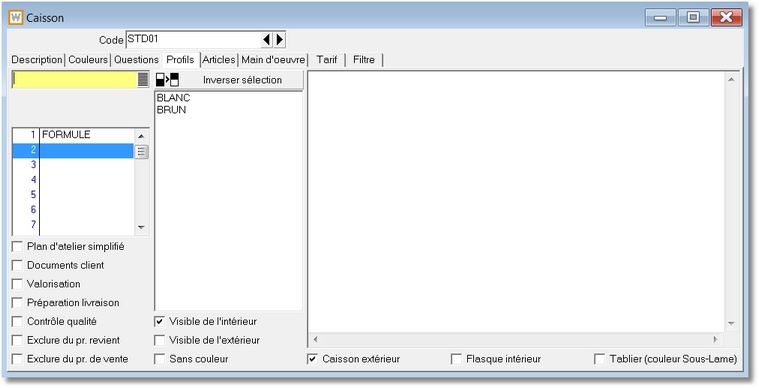 Caisson
Code STD01
Description Couleurs Questions Profils Articles Main d'oeuvre Tarif Filtre
Inverser sélection
BLANC
BRUN
1 FORMULE
2
3
4
5
6
7
Plan d'atelier simplifié
Documents client
Valorisation
Préparation livraison
Contrôle qualité Visible de l'intérieur
Exclure du pr. revient Visible de l'extérieur
Exclure du pr. de vente Sans couleur Caisson extérieur Flasque intérieur Tablier (couleur Sous-Lame)